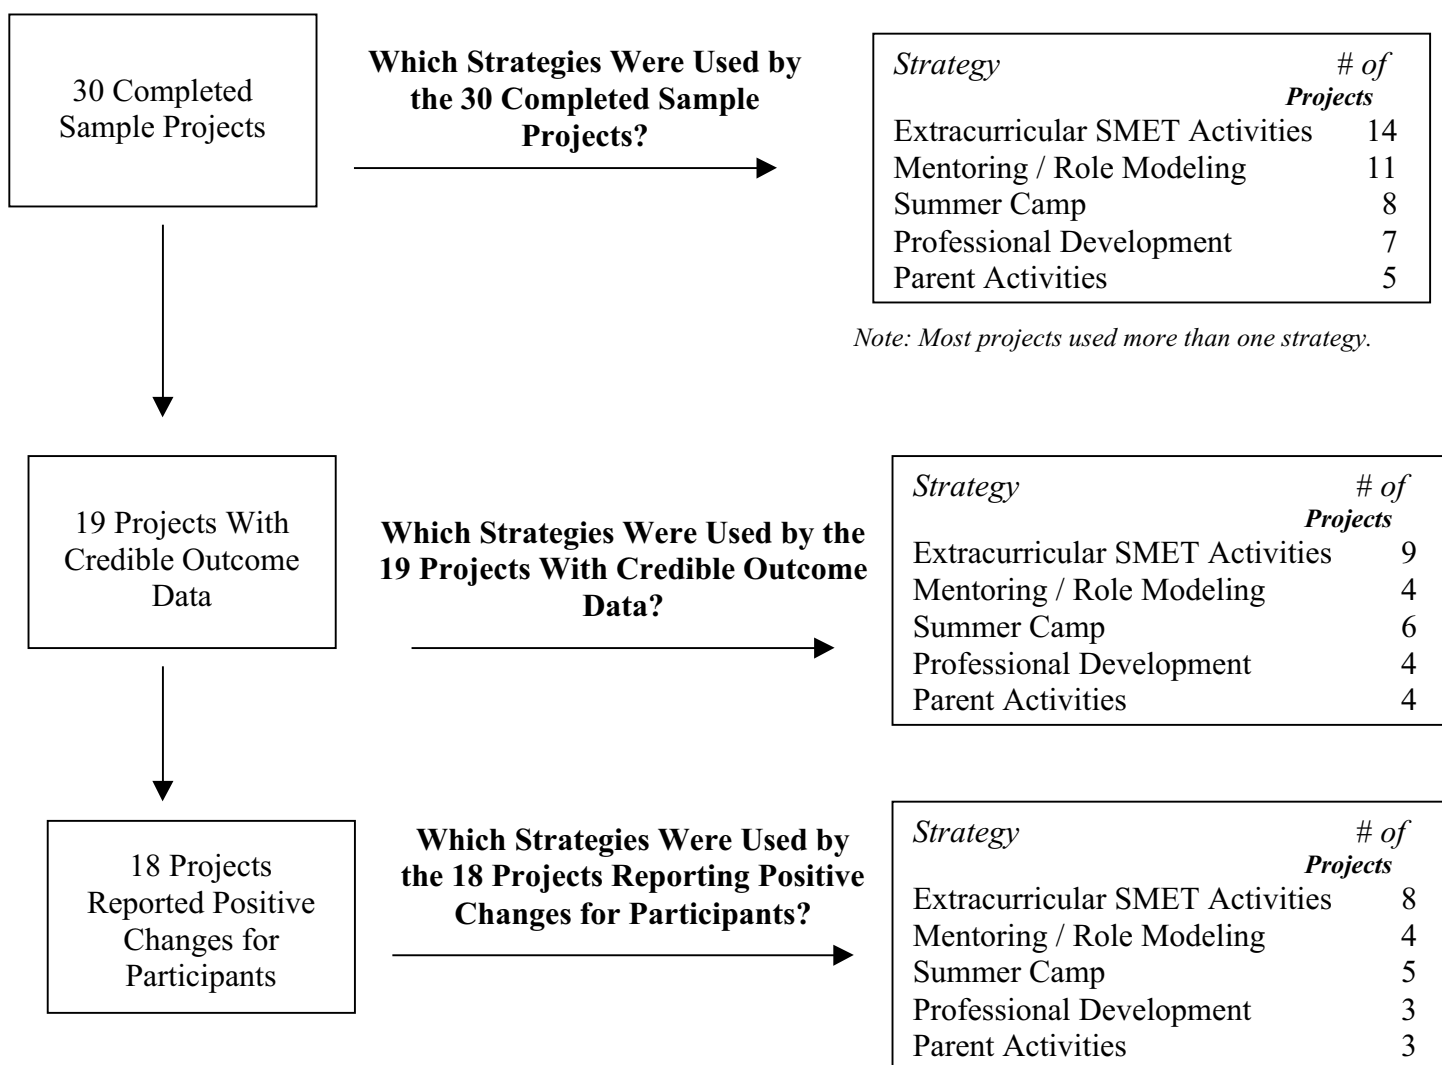 30 Completed
Sample Projects
Which Strategies Were Used by
the 30 Completed Sample
Projects?
Strategy # of
Projects
Extracurricular SMET Activities 14
Mentoring / Role Modeling 11
Summer Camp 8
Professional Development 7
Parent Activities 5
Note: Most projects used more than one strategy.
19 Projects With
Credible Outcome
Data
Which Strategies Were Used by the
19 Projects With Credible Outcome
Data?
Strategy # of
Projects
Extracurricular SMET Activities 9
Mentoring / Role Modeling 4
Summer Camp 6
Professional Development 4
Parent Activities 4
18 Projects
Reported Positive
Changes for
Participants
Which Strategies Were Used by
the 18 Projects Reporting Positive
Changes for Participants?
Strategy # of
Projects
Extracurricular SMET Activities 8
Mentoring / Role Modeling 4
Summer Camp 5
Professional Development 3
Parent Activities 3